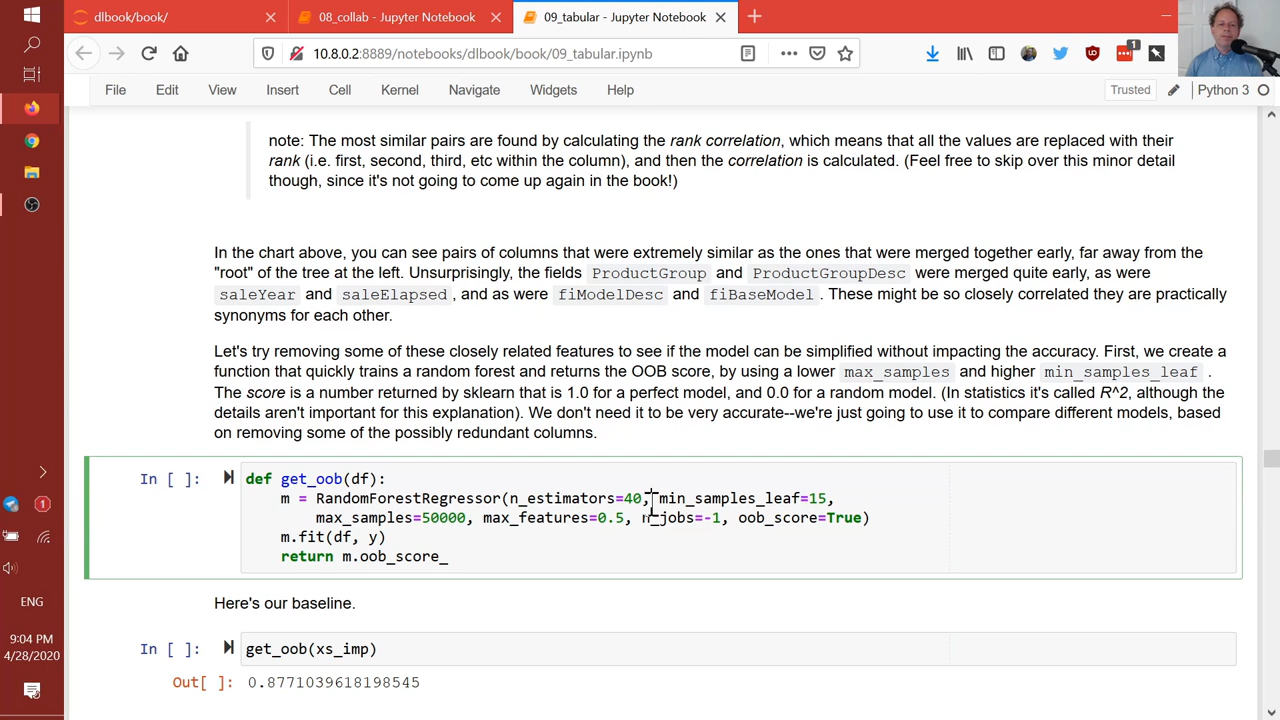 dlbook/book/
08_collab - Jupyter Notebook
09_tabular - Jupyter Notebook
10.8.0.2:8889/notebooks/dlbook/book/09_tabular.ipynb
1
File Edit View Insert Cell Kernel Navigate Widgets Help
Trusted
Python 3
note: The most similar pairs are found by calculating the rank correlation, which means that all the values are replaced with their
rank (i.e. first, second, third, etc within the column), and then the correlation is calculated. (Feel free to skip over this minor detail
though, since it's not going to come up again in the book!)
In the chart above, you can see pairs of columns that were extremely similar as the ones that were merged together early, far away from the
"root" of the tree at the left. Unsurprisingly, the fields ProductGroup and ProductGroupDesc were merged quite early, as were
saleYear and saleElapsed, and as were fiModelDesc and fiBaseModel. These might be so closely correlated they are practically
synonyms for each other.
Let's try removing some of these closely related features to see if the model can be simplified without impacting the accuracy. First, we create a
function that quickly trains a random forest and returns the OOB score, by using a lower max_samples and higher min_samples_leaf.
The score is a number returned by sklearn that is 1.0 for a perfect model, and 0.0 for a random model. (In statistics it's called R^2, although the
details aren't important for this explanation). We don't need it to be very accurate--we're just going to use it to compare different models, based
on removing some of the possibly redundant columns.
In [ ]:
def get_oob(df):
m = RandomForestRegressor(n_estimators=40, min_samples_leaf=15,
max_samples=50000, max_features=0.5, n_jobs=-1, oob_score=True)
m.fit(df, y)
return m.oob_score_
Here's our baseline.
In [ ]:
get_oob(xs_imp)
Out[ ]: 0.8771039618198545
1
ENG
9:04 PM
4/28/2020